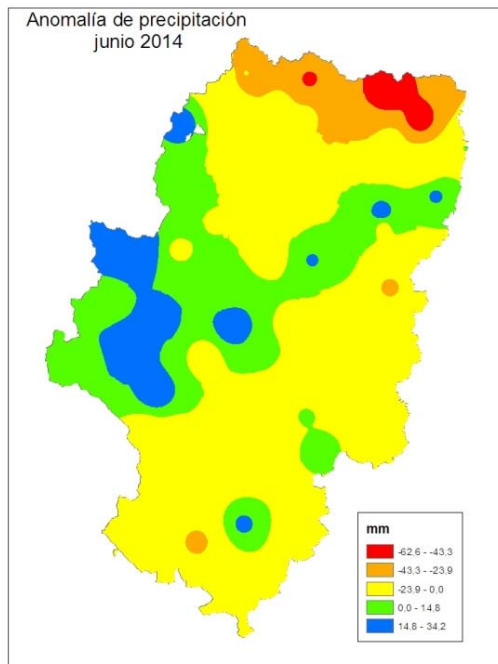 Anomalía de precipitación
junio 2014
mm
-62.6 - -43.3
-43.3 - -23.9
-23.9 - 0,0
0,0 - 14.8
14.8 - 34.2